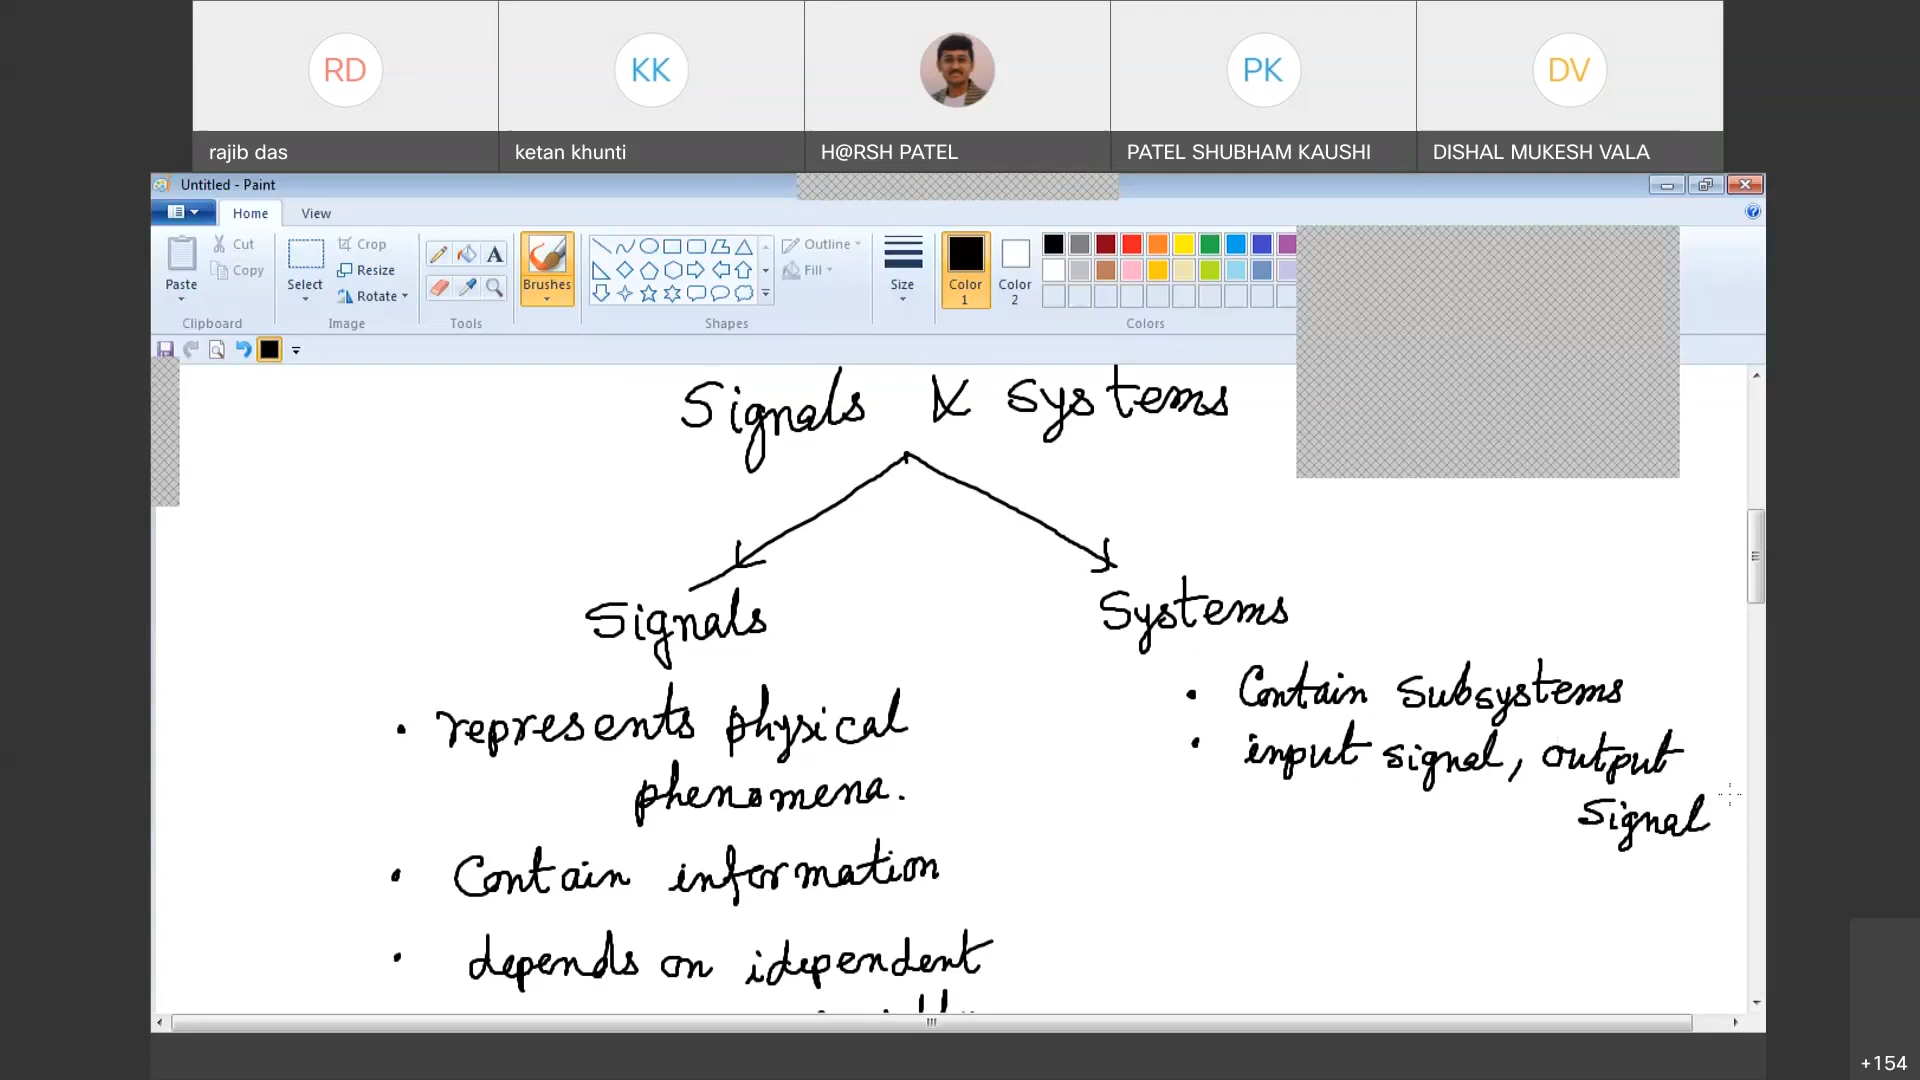 RD KK PK DV
rajib das ketan khunti H@RSH PATEL PATEL SHUBHAM KAUSHI DISHAL MUKESH VALA
Untitled - Paint
Home View
Cut Crop Outline
Copy Resize Fill
Paste Select Rotate Brushes Size Color 1 Color 2
Clipboard Image Tools Shapes Colors
Signals & Systems
Signals Systems
• represents physical
phenomena.
• Contain information
• depends on idependent
• Contain Subsystems
• input signal, output
Signal
+154